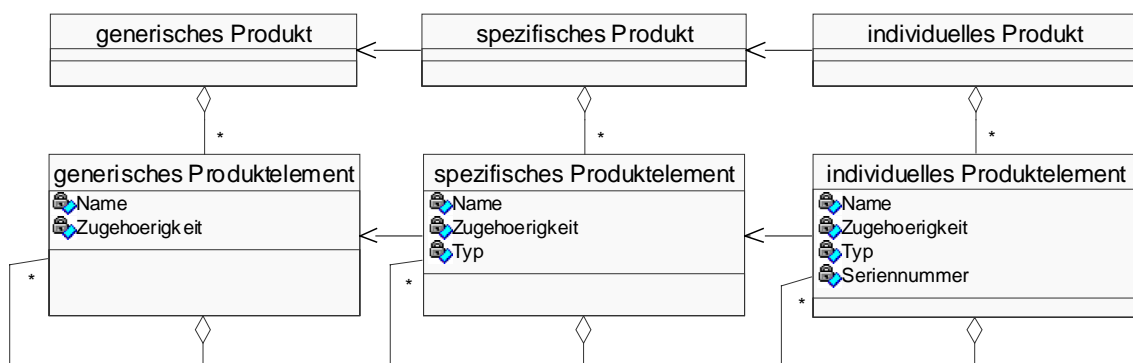 generisches Produkt
spezifisches Produkt
individuelles Produkt
*
*
*
generisches Produktelement
Name
Zugehoerigkeit
*
spezifisches Produktelement
Name
Zugehoerigkeit
Typ
*
individuelles Produktelement
Name
Zugehoerigkeit
Typ
Seriennummer
*